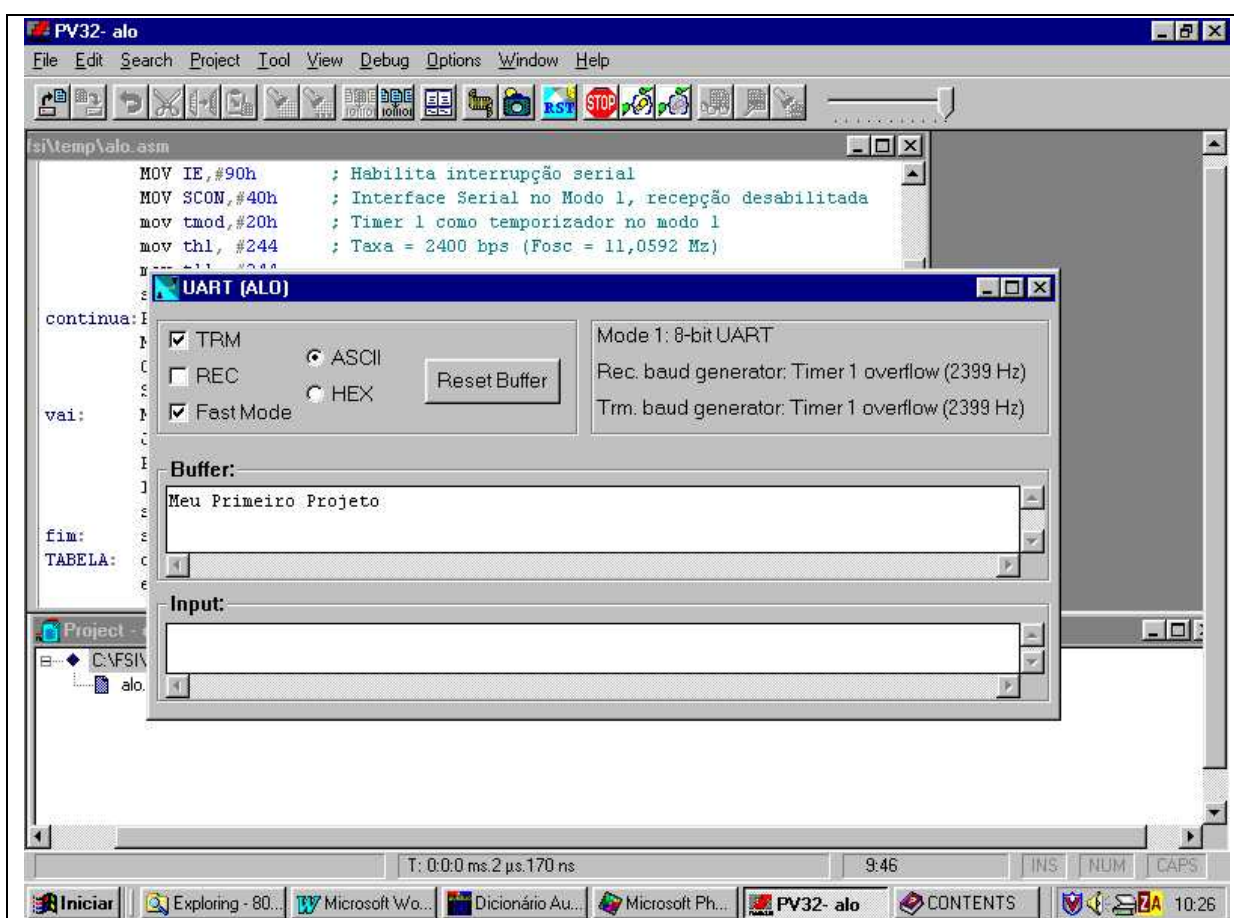 PV32- alo
File Edit Search Project Tool View Debug Options Window Help
RST STOP
fsi\temp\alo.asm
MOV IE,#90h ; Habilita interrupção serial
MOV SCON,#40h ; Interface Serial no Modo 1, recepção desabilitada
mov tmod,#20h ; Timer 1 como temporizador no modo 1
mov th1, #244 ; Taxa = 2400 bps (Fosc = 11,0592 Mz)
UART (ALO)
continua:
TRM
ASCII
REC
HEX
Fast Mode
Reset Buffer
Mode 1: 8-bit UART
Rec. baud generator: Timer 1 overflow (2399 Hz)
Trm. baud generator: Timer 1 overflow (2399 Hz)
vai:
Buffer:
Meu Primeiro Projeto
fim:
TABELA:
Input:
Project -
C:\FSI\
alo.
T: 0:0:0 ms.2 µs.170 ns 9:46 INS NUM CAPS
Iniciar Exploring - 80... Microsoft Wo... Dicionário Au... Microsoft Ph... PV32- alo CONTENTS 10:26